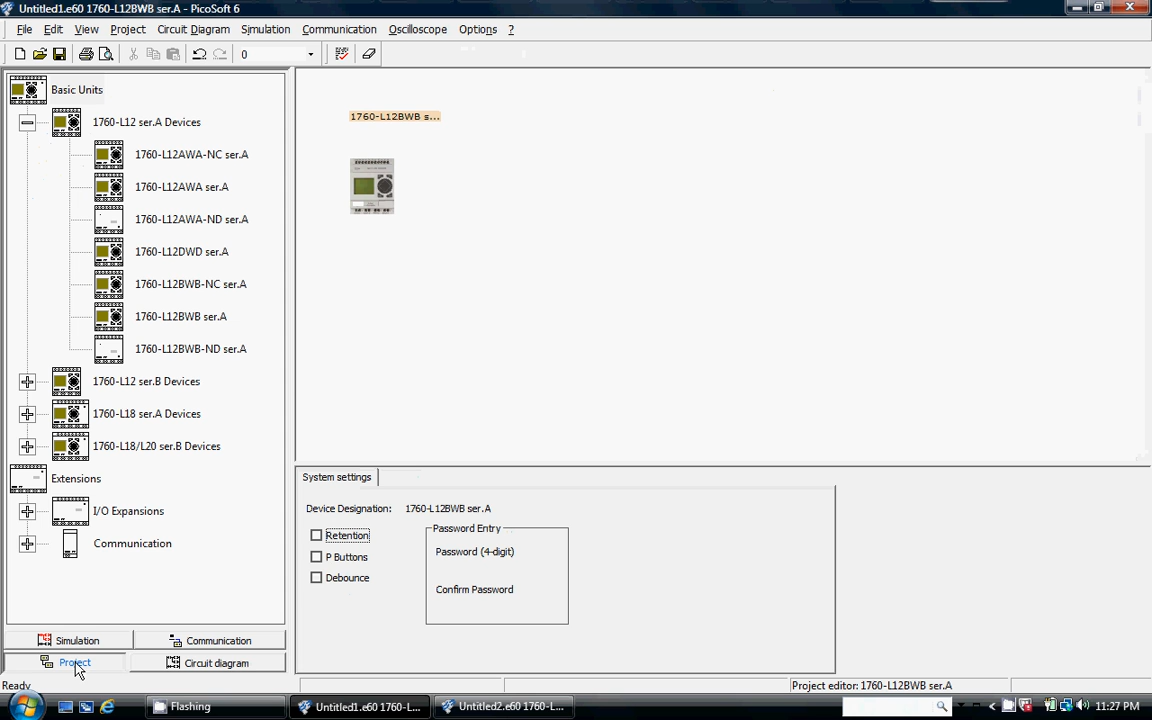 Untitled1.e60 1760-L12BWB ser.A - PicoSoft 6
File Edit View Project Circuit Diagram Simulation Communication Oscilloscope Options ?
0
Basic Units
1760-L12 ser.A Devices
1760-L12AWA-NC ser.A
1760-L12AWA ser.A
1760-L12AWA-ND ser.A
1760-L12DWD ser.A
1760-L12BWB-NC ser.A
1760-L12BWB ser.A
1760-L12BWB-ND ser.A
1760-L12 ser.B Devices
1760-L18 ser.A Devices
1760-L18/L20 ser.B Devices
Extensions
I/O Expansions
Communication
1760-L12BWB s...
System settings
Device Designation: 1760-L12BWB ser.A
Retention
P Buttons
Debounce
Password Entry
Password (4-digit)
Confirm Password
Simulation Communication
Project Circuit diagram
Ready
Project editor: 1760-L12BWB ser.A
Flashing
Untitled1.e60 1760-L...
Untitled2.e60 1760-L...
11:27 PM